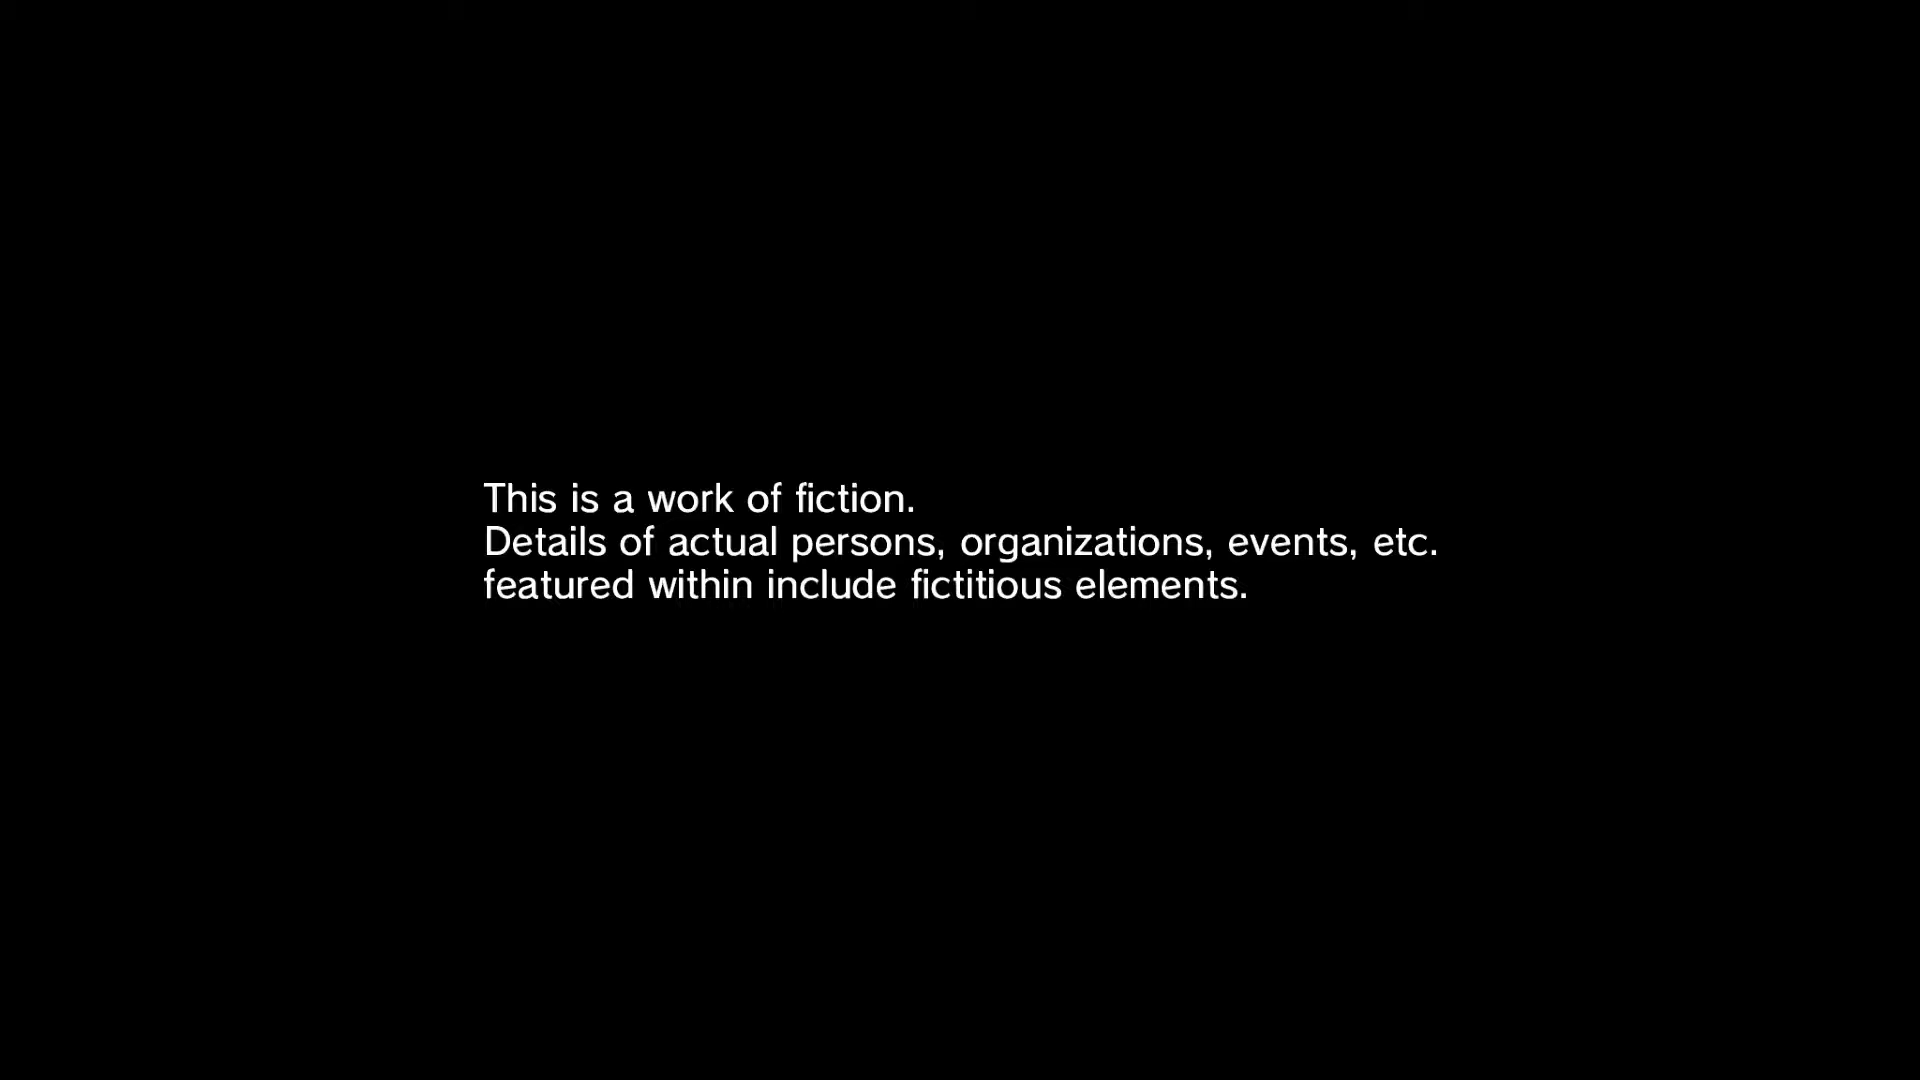 This is a work of fiction.
Details of actual persons, organizations, events, etc.
featured within include fictitious elements.